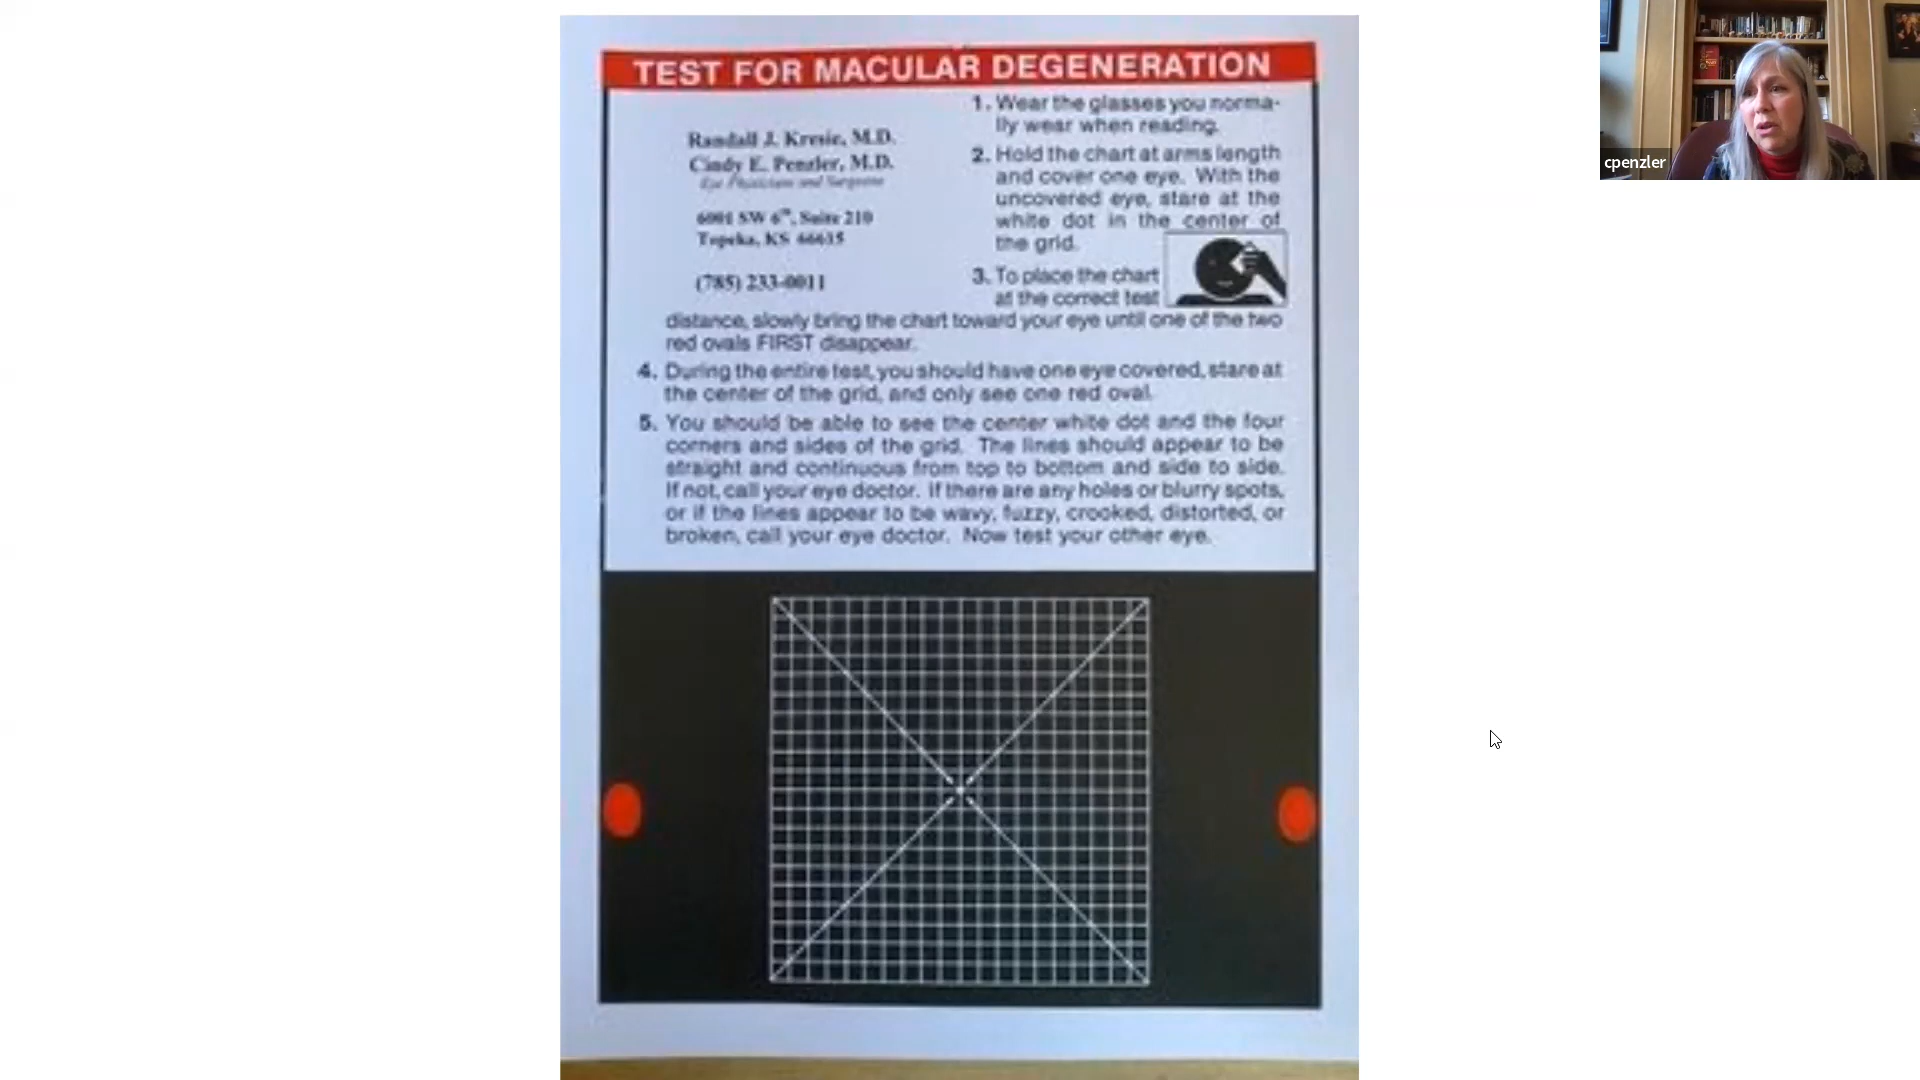 TEST FOR MACULAR DEGENERATION
Randall J. Kresie, M.D.
Cindy E. Penzler, M.D.
Eye Physicians and Surgeons
6001 SW 6th, Suite 210
Topeka, KS 66615
(785) 233-0011
1. Wear the glasses you norma-
lly wear when reading.
2. Hold the chart at arms length
and cover one eye. With the
uncovered eye, stare at the
white dot in the center of
the grid.
3. To place the chart
at the correct test
distance, slowly bring the chart toward your eye until one of the two
red ovals FIRST disappear.
4. During the entire test, you should have one eye covered, stare at
the center of the grid, and only see one red oval.
5. You should be able to see the center white dot and the four
corners and sides of the grid. The lines should appear to be
straight and continuous from top to bottom and side to side.
If not, call your eye doctor. If there are any holes or blurry spots,
or if the lines appear to be wavy, fuzzy, crooked, distorted, or
broken, call your eye doctor. Now test your other eye.
cpenzler